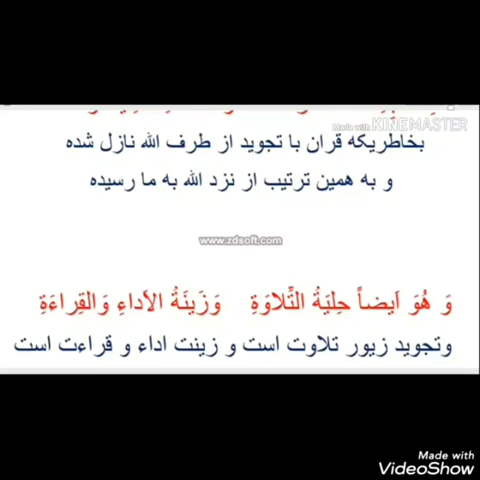 Made with KINEMASTER
بخاطریکه قران با تجوید از طرف الله نازل شده
و به همین ترتیب از نزد الله به ما رسیده
www.zdsoft.com
وَ هُوَ اَیضاً حِلیَةُ التِّلاوَةِ وَزَینَةُ الاَداءِ وَالقِراءَةِ
وتجوید زیور تلاوت است و زینت اداء و قراءت است
Made with
VideoShow